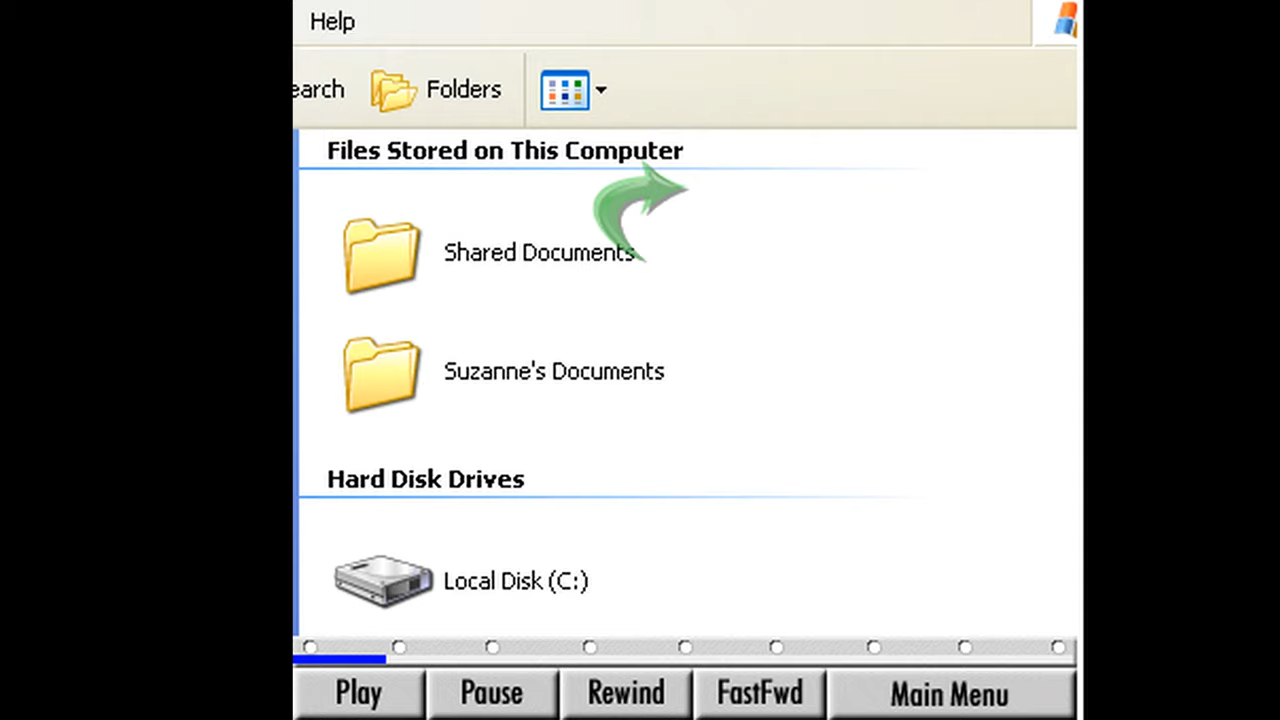 Help
earch Folders
Files Stored on This Computer
Shared Documents
Suzanne's Documents
Hard Disk Drives
Local Disk (C:)
Play Pause Rewind FastFwd Main Menu